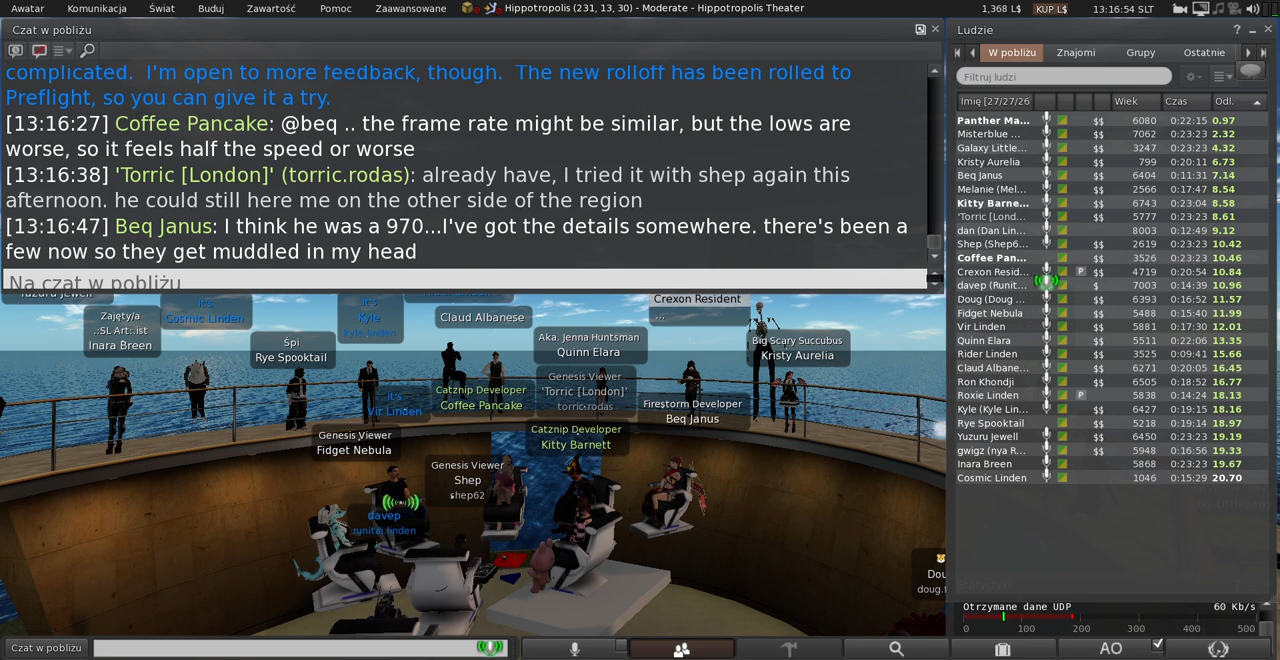 Awatar Komunikacja Świat Buduj Zawartość Pomoc Zaawansowane Hippotropolis (231, 13, 30) - Moderate - Hippotropolis Theater 1,368 L$ KUP L$ 13:16:54 SLT
Czat w pobliżu
complicated. I'm open to more feedback, though. The new rolloff has been rolled to
Preflight, so you can give it a try.
[13:16:27] Coffee Pancake: @beq .. the frame rate might be similar, but the lows are
worse, so it feels half the speed or worse
[13:16:38] 'Torric [London]' (torric.rodas): already have, I tried it with shep again this
afternoon. he could still here me on the other side of the region
[13:16:47] Beq Janus: I think he was a 970...I've got the details somewhere. there's been a
few now so they get muddled in my head
Na czat w pobliżu
Yuzuru Jewell
Zajęty/a
.:SL Art:.ist
Inara Breen
it's
Cosmic Linden
Śpi
Rye Spooktail
it's
Kyle
kyle.linden
Claud Albanese
Aka. Jenna Huntsman
Quinn Elara
Crexon Resident
...
Big Scary Succubus
Kristy Aurelia
it's
Vir Linden
Catznip Developer
Coffee Pancake
Genesis Viewer
'Torric [London]'
torric.rodas
Firestorm Developer
Beq Janus
Genesis Viewer
Fidget Nebula
Catznip Developer
Kitty Barnett
Genesis Viewer
Shep
shep62
davep
runitai.linden
Dou
doug.
Ludzie
W pobliżu Znajomi Grupy Ostatnie
Filtruj ludzi
Imię [27/27/26 Wiek Czas Odl.
Panther Ma... $$ 6080 0:22:15 0.97
Misterblue ... $$ 7062 0:23:23 2.32
Galaxy Little... $$ 3247 0:23:23 4.32
Kristy Aurelia $$ 799 0:20:11 6.73
Beq Janus $$ 6404 0:11:31 7.14
Melanie (Mel... $$ 2566 0:17:47 8.54
Kitty Barne... $$ 6743 0:23:04 8.58
'Torric [Lond... $$ 5777 0:23:23 8.61
dan (Dan Lin... 8003 0:12:49 9.12
Shep (Shep6... $$ 2619 0:23:23 10.42
Coffee Pan... $$ 3526 0:23:23 10.46
Crexon Resid... P $$ 4719 0:20:54 10.84
davep (Runit... $ 7003 0:14:39 10.96
Doug (Doug ... $$ 6393 0:16:52 11.57
Fidget Nebula $$ 5488 0:15:40 11.99
Vir Linden $$ 5881 0:17:30 12.01
Quinn Elara $$ 5511 0:22:06 13.35
Rider Linden $$ 3525 0:09:41 15.66
Claud Albane... $$ 6271 0:20:05 16.45
Ron Khondji $$ 6505 0:18:52 16.77
Roxie Linden P 5838 0:14:24 18.13
Kyle (Kyle Lin... $$ 6427 0:19:15 18.16
Rye Spooktail $$ 5218 0:19:14 18.97
Yuzuru Jewell $$ 6450 0:23:23 19.19
gwigz (nya R... $$ 5948 0:16:56 19.33
Inara Breen 5868 0:23:23 19.67
Cosmic Linden 1046 0:15:29 20.70
Otrzymane dane UDP 60 Kb/s
0 100 200 300 400 500
Czat w pobliżu
AO